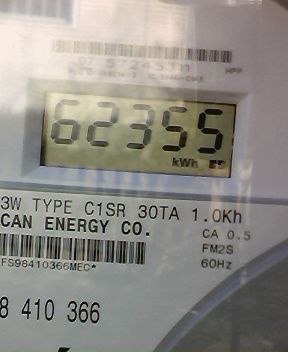 62355
kWh
3W TYPE C1SR 30TA 1.0Kh
CAN ENERGY CO.
CA 0.5
FM2S
FS98410366MEC*
60Hz
8 410 366